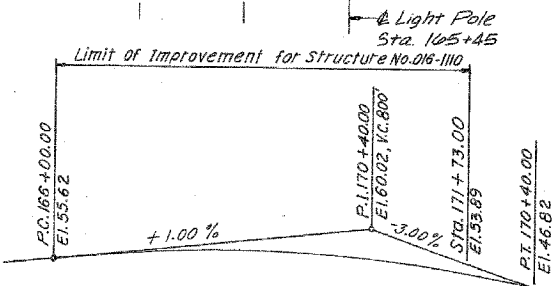 ℄ Light Pole
Sta. 165+45
Limit of Improvement for Structure No.016-1110
P.C.166+00.00
El.55.62
+1.00 %
P.I.170+40.00
El.60.02, V.C.800'
-3.00%
Sta.171+73.00
El.53.89
P.T. 170+40.00
El.46.82